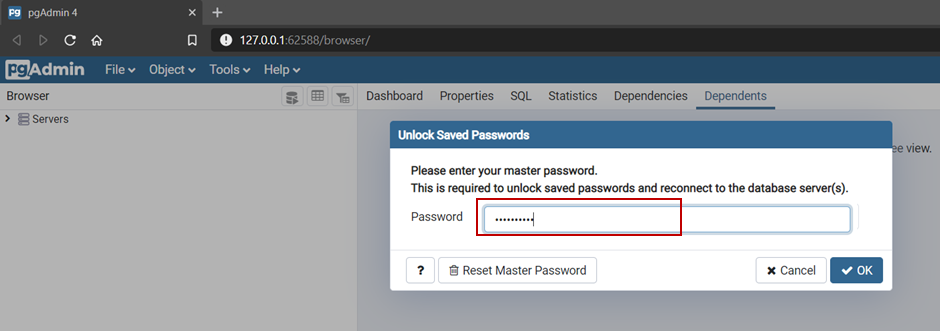 pgAdmin 4
127.0.0.1:62588/browser/
pgAdmin File Object Tools Help
Browser Dashboard Properties SQL Statistics Dependencies Dependents
Servers
Unlock Saved Passwords
ee view.
Please enter your master password.
This is required to unlock saved passwords and reconnect to the database server(s).
Password ••••••••••
? Reset Master Password Cancel OK